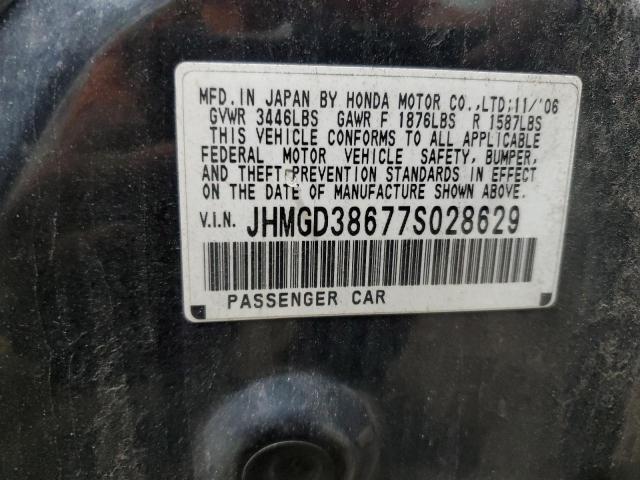 MFD. IN JAPAN BY HONDA MOTOR CO., LTD; 11/'06
GVWR 3446LBS GAWR F 1876LBS R 1587LBS
THIS VEHICLE CONFORMS TO ALL APPLICABLE
FEDERAL MOTOR VEHICLE SAFETY, BUMPER,
AND THEFT PREVENTION STANDARDS IN EFFECT
ON THE DATE OF MANUFACTURE SHOWN ABOVE.
V.I.N. JHMGD38677S028629
PASSENGER CAR